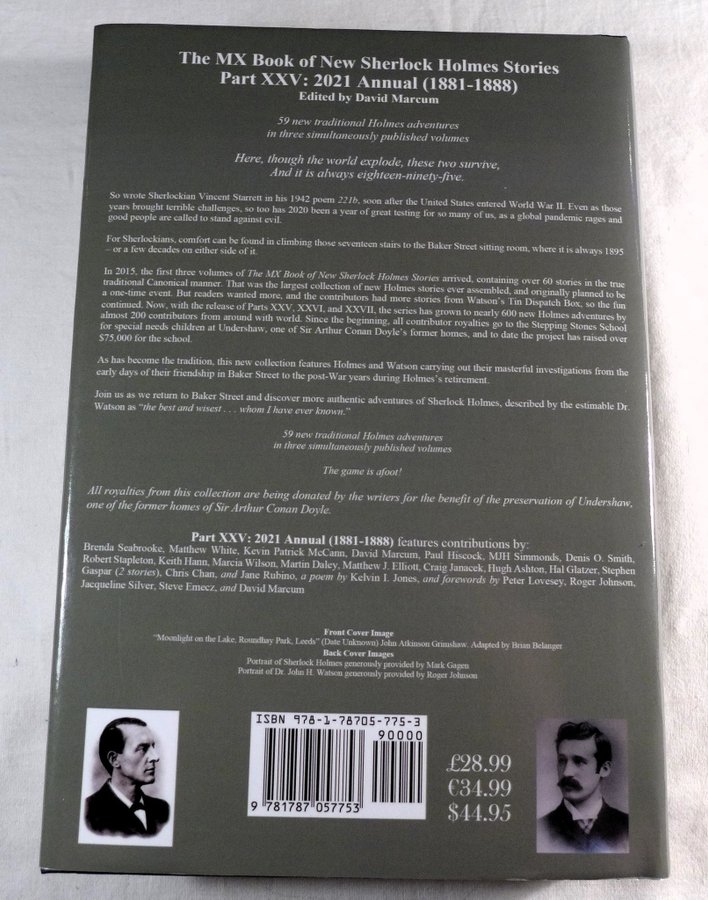 The MX Book of New Sherlock Holmes Stories
Part XXV: 2021 Annual (1881-1888)
Edited by David Marcum
59 new traditional Holmes adventures
in three simultaneously published volumes
Here, though the world explode, these two survive,
And it is always eighteen-ninety-five.
So wrote Sherlockian Vincent Starrett in his 1942 poem 221b, soon after the United States entered World War II. Even as those
years brought terrible challenges, so too has 2020 been a year of great testing for so many of us, as a global pandemic rages and
good people are called to stand against evil.
For Sherlockians, comfort can be found in climbing those seventeen stairs to the Baker Street sitting room, where it is always 1895
– or a few decades on either side of it.
In 2015, the first three volumes of The MX Book of New Sherlock Holmes Stories arrived, containing over 60 stories in the true
traditional Canonical manner. That was the largest collection of new Holmes stories ever assembled, and originally planned to be
a one-time event. But readers wanted more, and the contributors had more stories from Watson's Tin Dispatch Box, so the fun
continued. Now, with the release of Parts XXV, XXVI, and XXVII, the series has grown to nearly 600 new Holmes adventures by
almost 200 contributors from around with world. Since the beginning, all contributor royalties go to the Stepping Stones School
for special needs children at Undershaw, one of Sir Arthur Conan Doyle's former homes, and to date the project has raised over
$75,000 for the school.
As has become the tradition, this new collection features Holmes and Watson carrying out their masterful investigations from the
early days of their friendship in Baker Street to the post-War years during Holmes's retirement.
Join us as we return to Baker Street and discover more authentic adventures of Sherlock Holmes, described by the estimable Dr.
Watson as "the best and wisest . . . whom I have ever known."
59 new traditional Holmes adventures
in three simultaneously published volumes
The game is afoot!
All royalties from this collection are being donated by the writers for the benefit of the preservation of Undershaw,
one of the former homes of Sir Arthur Conan Doyle.
Part XXV: 2021 Annual (1881-1888) features contributions by:
Brenda Seabrooke, Matthew White, Kevin Patrick McCann, David Marcum, Paul Hiscock, MJH Simmonds, Denis O. Smith,
Robert Stapleton, Keith Hann, Marcia Wilson, Martin Daley, Matthew J. Elliott, Craig Janacek, Hugh Ashton, Hal Glatzer, Stephen
Gaspar (2 stories), Chris Chan, and Jane Rubino, a poem by Kelvin I. Jones, and forewords by Peter Lovesey, Roger Johnson,
Jacqueline Silver, Steve Emecz, and David Marcum
Front Cover Image
"Moonlight on the Lake, Roundhay Park, Leeds" (Date Unknown) John Atkinson Grimshaw. Adapted by Brian Belanger
Back Cover Images
Portrait of Sherlock Holmes generously provided by Mark Gagen
Portrait of Dr. John H. Watson generously provided by Roger Johnson
ISBN 978-1-78705-775-3
90000
9 781787 057753
£28.99
€34.99
$44.95